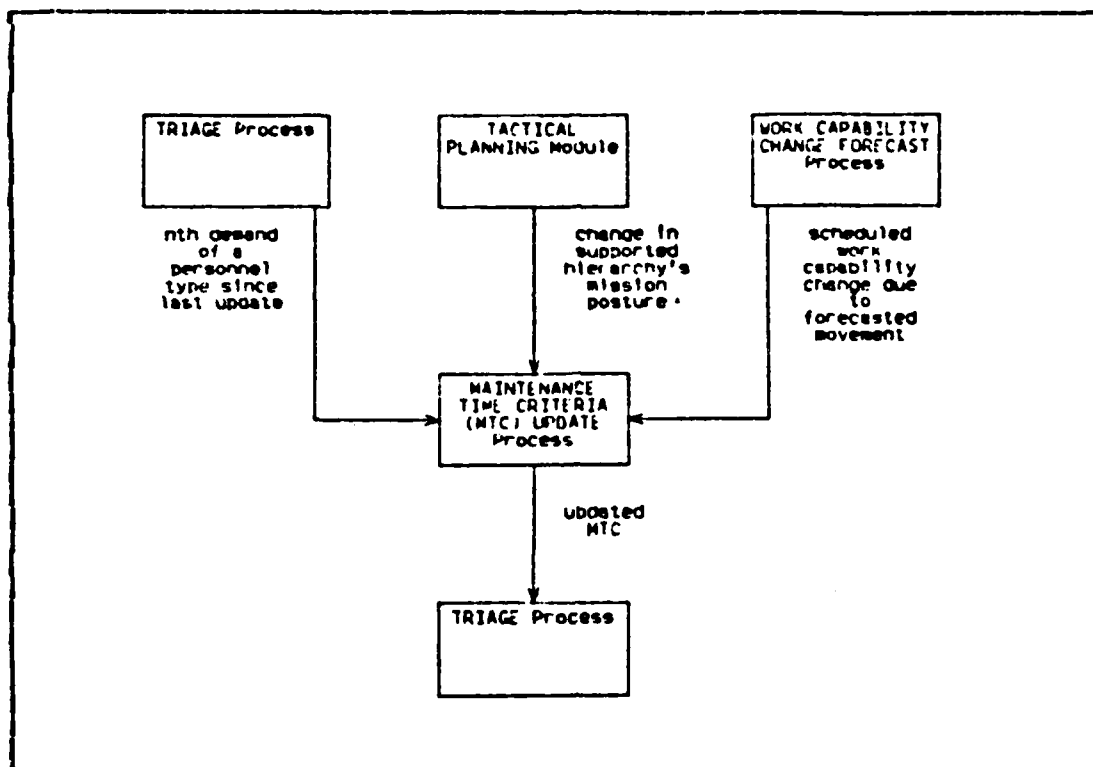 TRIAGE Process
TACTICAL
PLANNING Module
WORK CAPABILITY
CHANGE FORECAST
Process
nth demand
of a
personnel
type since
last update
change in
supported
hierarchy's
mission
posture
scheduled
work
capability
change due
to
forecasted
movement
MAINTENANCE
TIME CRITERIA
(MTC) UPDATE
Process
updated
MTC
TRIAGE Process